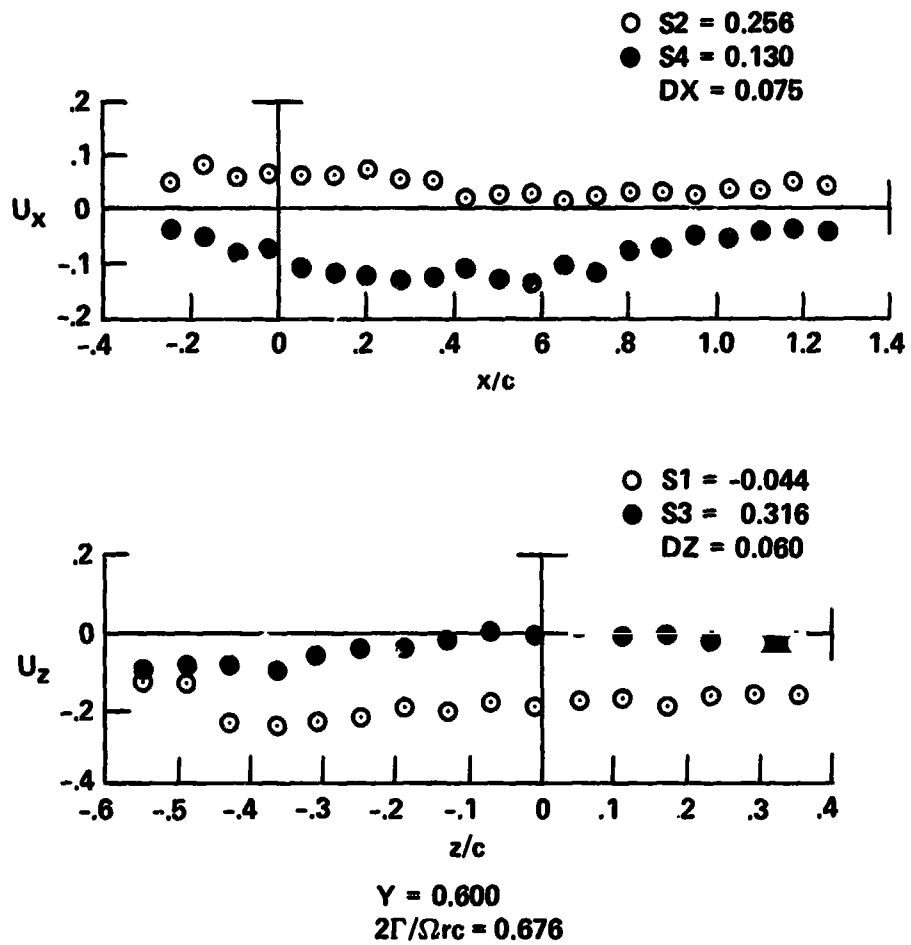 S2 = 0.256
S4 = 0.130
DX = 0.075
.2
.1
0
-.1
-.2
Ux
-.4 -.2 0 .2 .4 6 .8 1.0 1.2 1.4
x/c
S1 = -0.044
S3 = 0.316
DZ = 0.060
.2
0
-.2
-.4
Uz
-.6 -.5 -.4 -.3 -.2 -.1 0 .1 .2 .3 .4
z/c
Y = 0.600
2Γ/Ωrc = 0.676